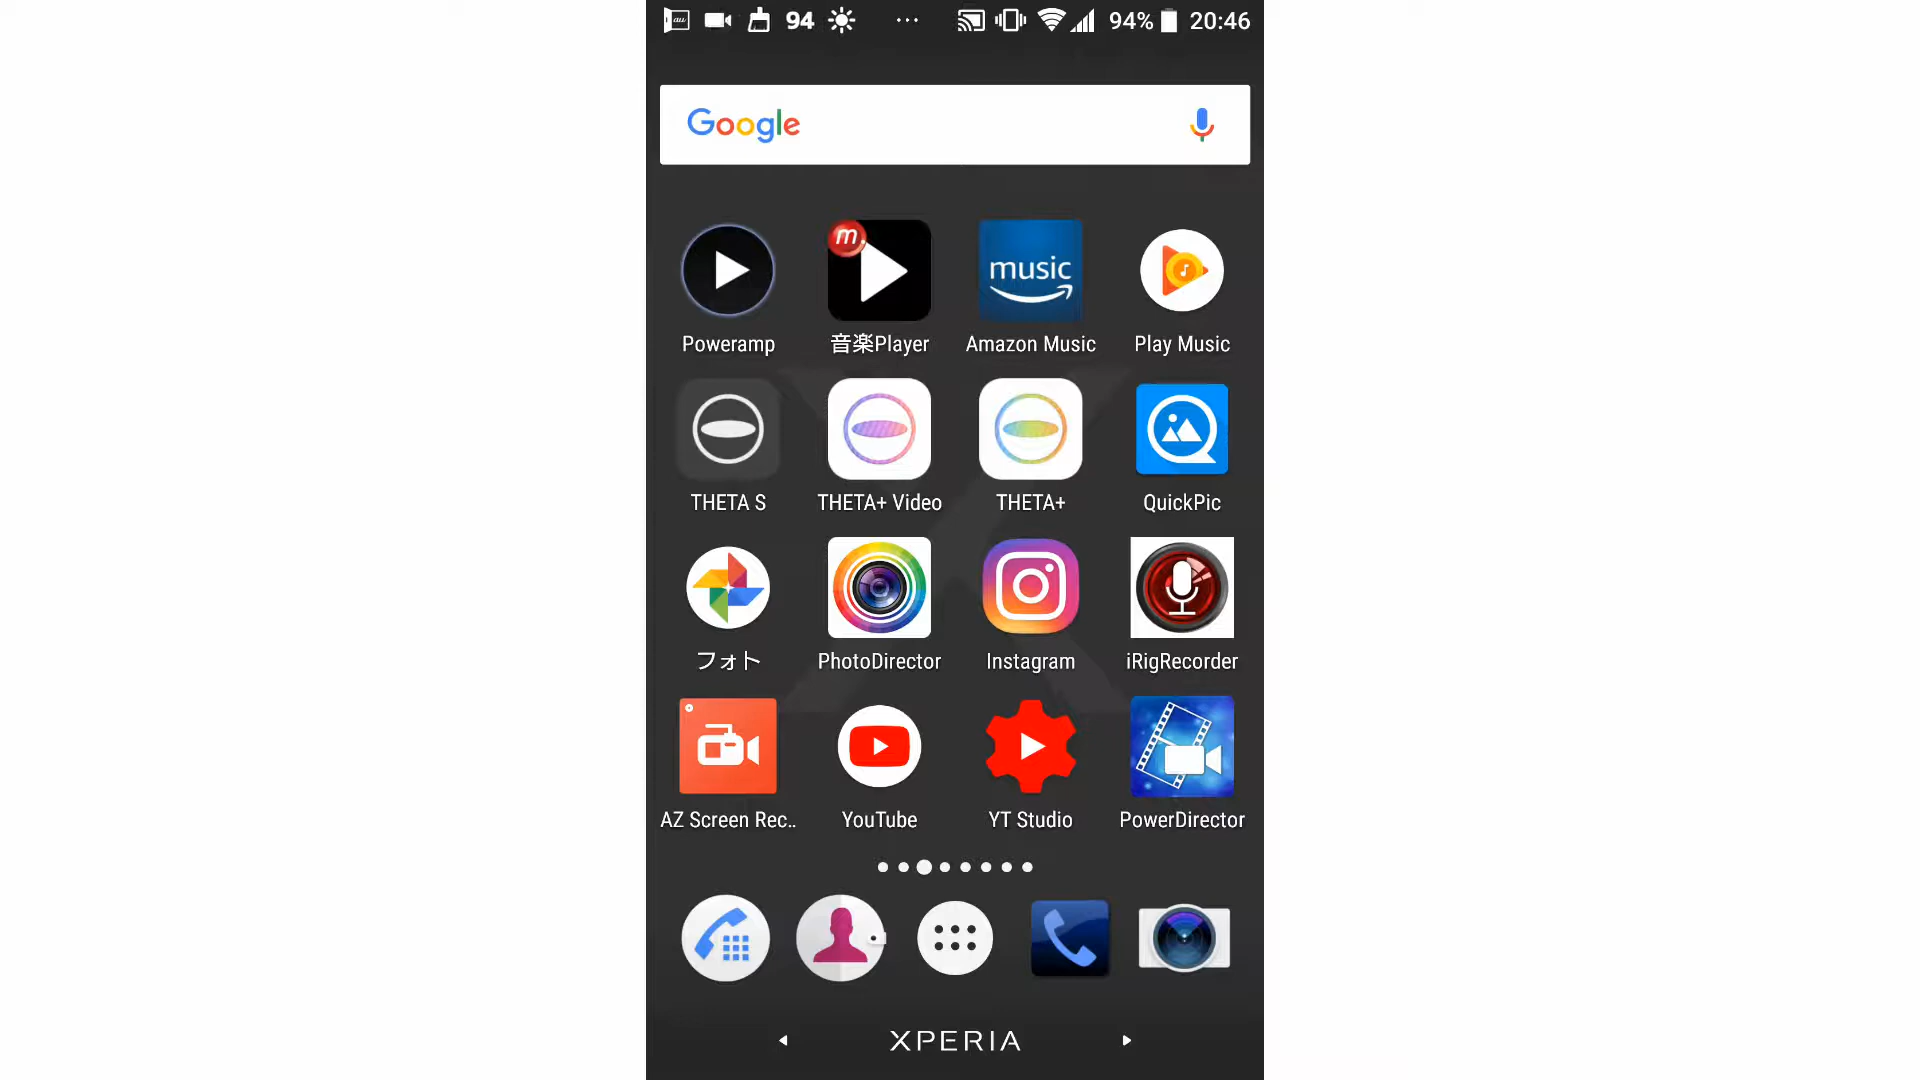 au 94 94% 20:46
Google
m
music
Poweramp 音楽Player Amazon Music Play Music
THETA S THETA+ Video THETA+ QuickPic
フォト PhotoDirector Instagram iRigRecorder
AZ Screen Rec.. YouTube YT Studio PowerDirector
XPERIA